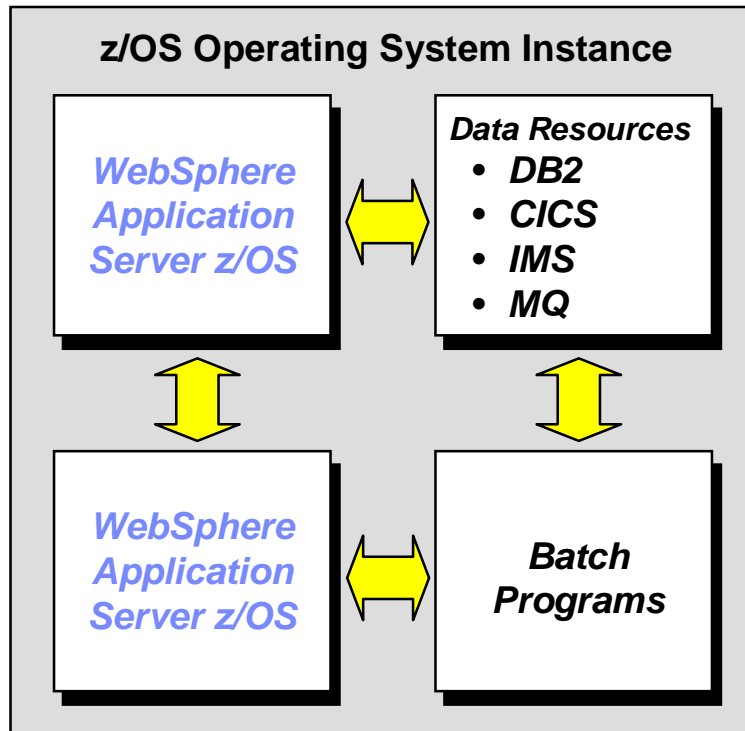 z/OS Operating System Instance
WebSphere
Application
Server z/OS
Data Resources
• DB2
• CICS
• IMS
• MQ
WebSphere
Application
Server z/OS
Batch
Programs